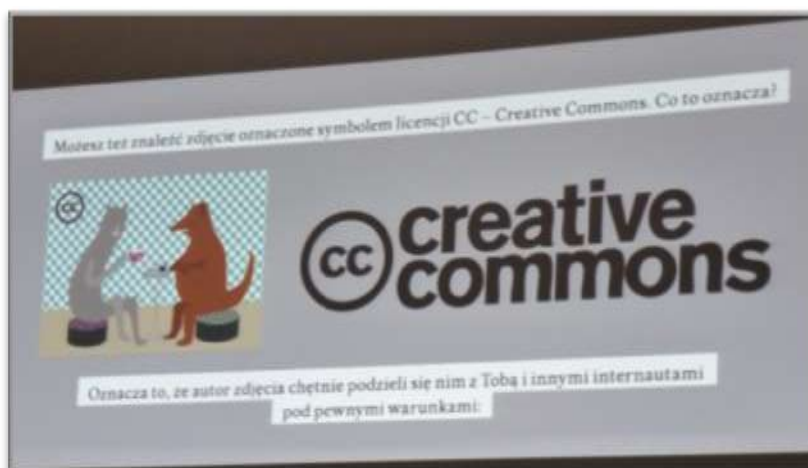 Możesz też znaleźć zdjęcie oznaczone symbolem licencji CC – Creative Commons. Co to oznacza?
cc
cc creative
commons
Oznacza to, że autor zdjęcia chętnie podzieli się nim z Tobą i innymi internautami
pod pewnymi warunkami: